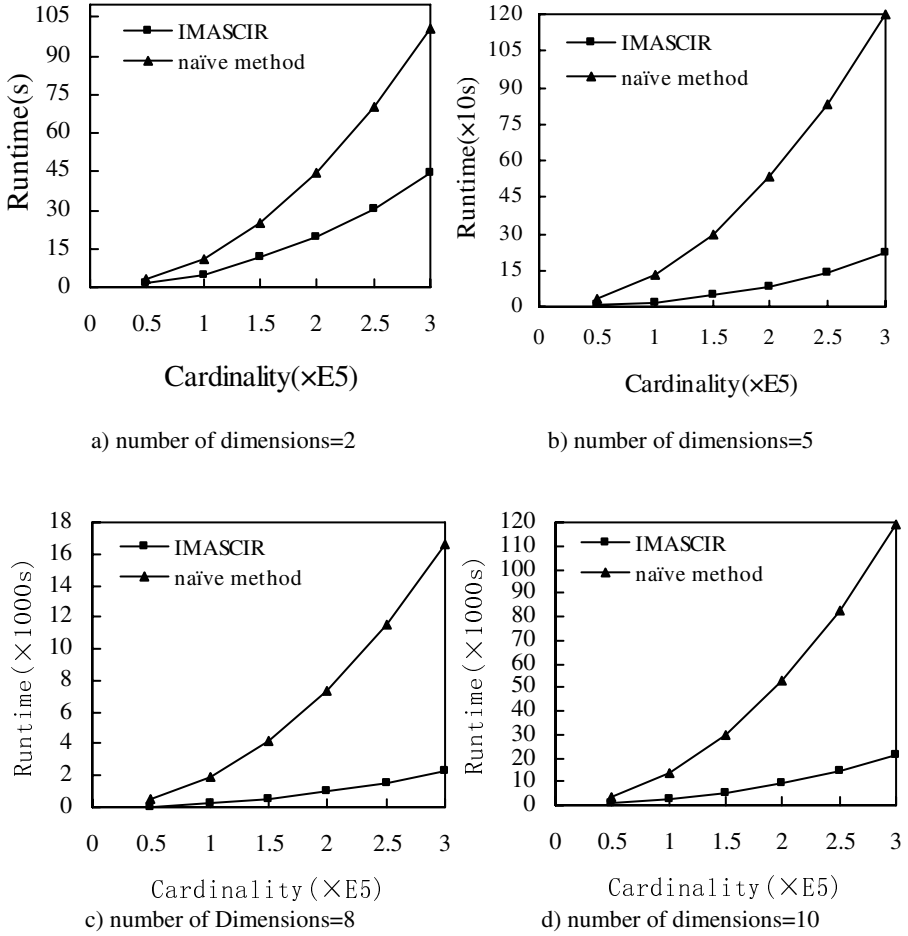 105
90
75
60
45
30
15
0
Runtime(s)
IMASCIR
naïve method
0 0.5 1 1.5 2 2.5 3
Cardinality(×E5)
a) number of dimensions=2
120
105
90
75
60
45
30
15
0
Runtime(×10s)
IMASCIR
naïve method
0 0.5 1 1.5 2 2.5 3
Cardinality(×E5)
b) number of dimensions=5
18
16
14
12
10
8
6
4
2
0
Runtime(×1000s)
IMASCIR
naïve method
0 0.5 1 1.5 2 2.5 3
Cardinality(×E5)
c) number of Dimensions=8
120
110
100
90
80
70
60
50
40
30
20
10
0
Runtime(×1000s)
IMASCIR
naïve method
0 0.5 1 1.5 2 2.5 3
Cardinality(×E5)
d) number of dimensions=10